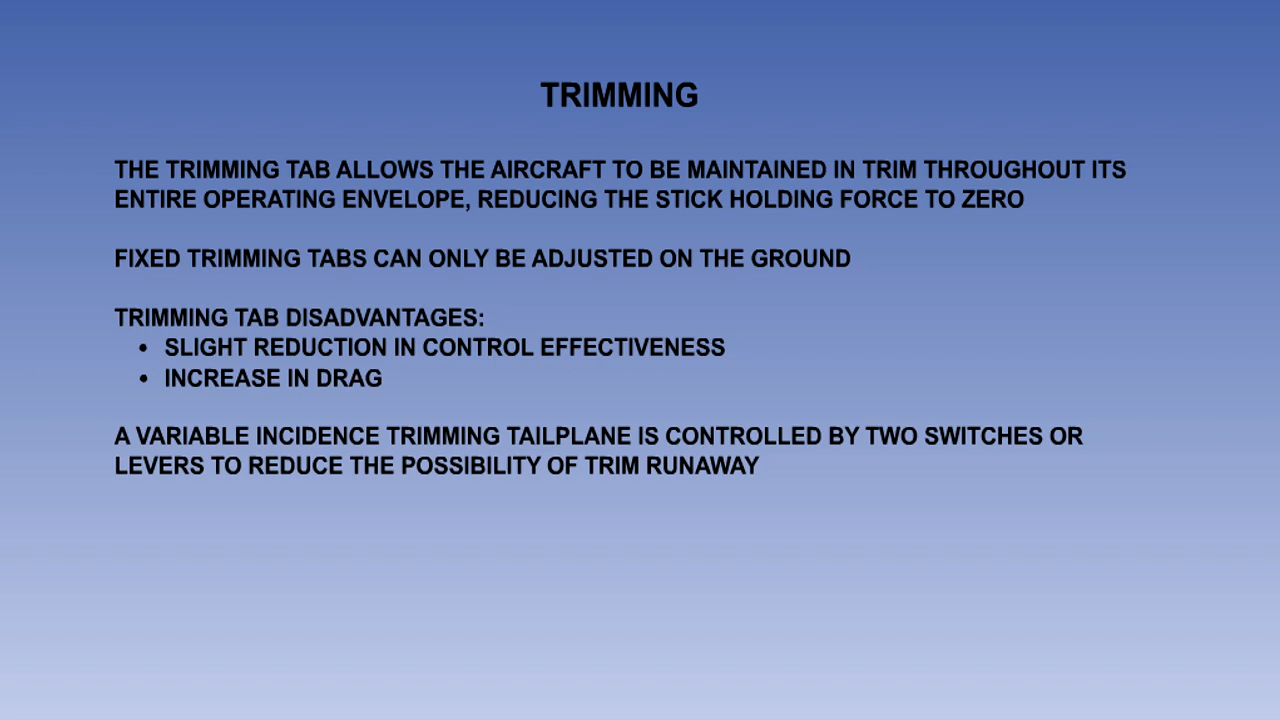 TRIMMING
THE TRIMMING TAB ALLOWS THE AIRCRAFT TO BE MAINTAINED IN TRIM THROUGHOUT ITS
ENTIRE OPERATING ENVELOPE, REDUCING THE STICK HOLDING FORCE TO ZERO
FIXED TRIMMING TABS CAN ONLY BE ADJUSTED ON THE GROUND
TRIMMING TAB DISADVANTAGES:
• SLIGHT REDUCTION IN CONTROL EFFECTIVENESS
• INCREASE IN DRAG
A VARIABLE INCIDENCE TRIMMING TAILPLANE IS CONTROLLED BY TWO SWITCHES OR
LEVERS TO REDUCE THE POSSIBILITY OF TRIM RUNAWAY